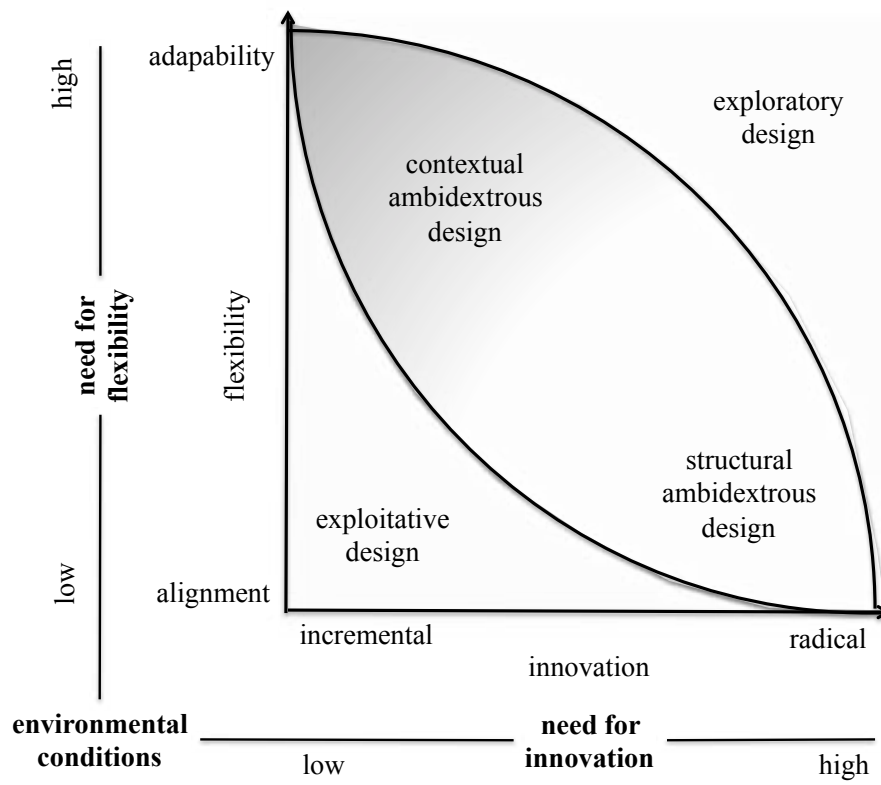 high
adapability
exploratory
design
contextual
ambidextrous
design
need for
flexibility
flexibility
structural
ambidextrous
design
exploitative
design
low
alignment
incremental
radical
innovation
environmental
conditions
need for
innovation
low
high